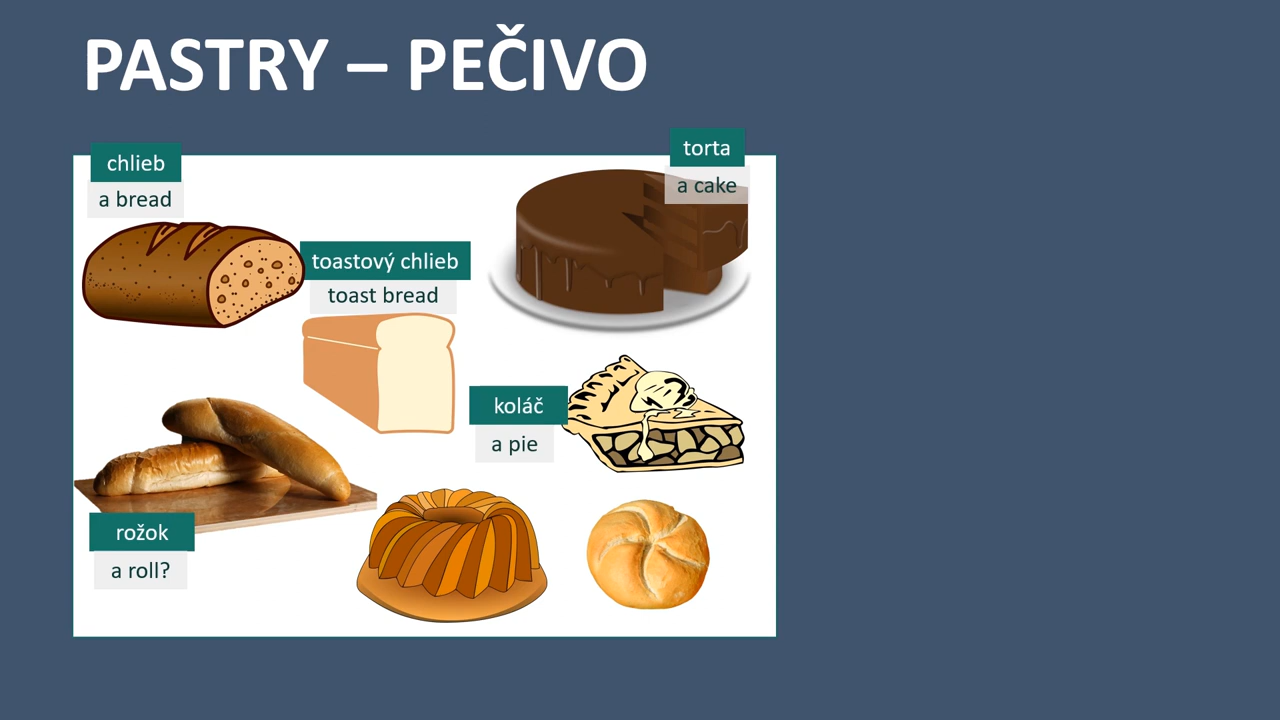 PASTRY – PEČIVO
chlieb
a bread
torta
a cake
toastový chlieb
toast bread
koláč
a pie
rožok
a roll?